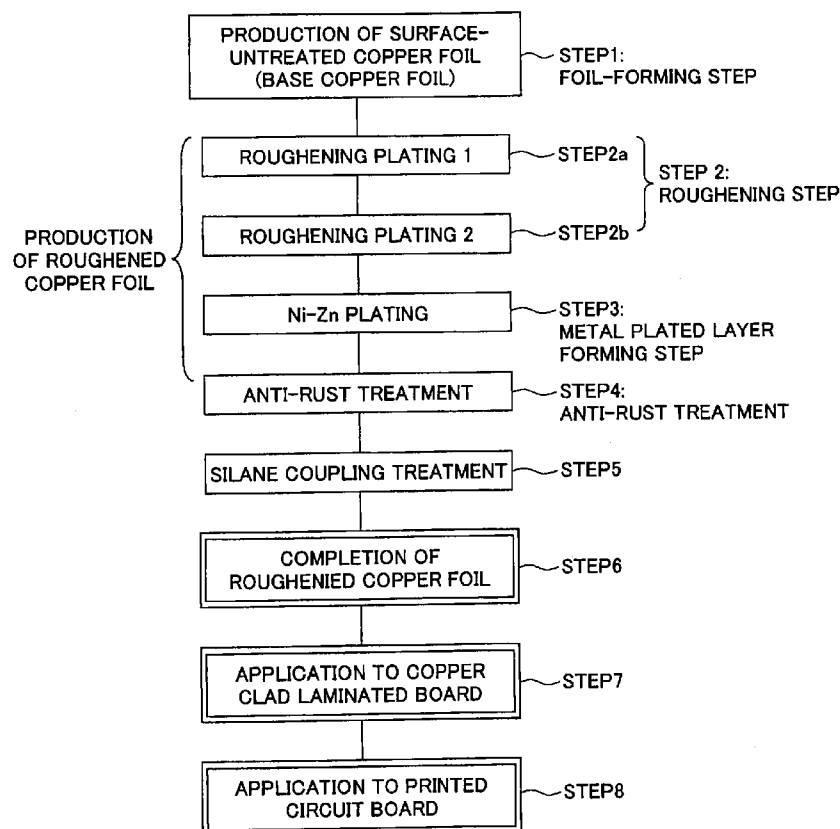 PRODUCTION OF SURFACE-
UNTREATED COPPER FOIL
(BASE COPPER FOIL)
STEP1:
FOIL-FORMING STEP
ROUGHENING PLATING 1
STEP2a
STEP 2:
ROUGHENING STEP
ROUGHENING PLATING 2
STEP2b
PRODUCTION
OF ROUGHENED
COPPER FOIL
Ni-Zn PLATING
STEP3:
METAL PLATED LAYER
FORMING STEP
ANTI-RUST TREATMENT
STEP4:
ANTI-RUST TREATMENT
SILANE COUPLING TREATMENT
STEP5
COMPLETION OF
ROUGHENIED COPPER FOIL
STEP6
APPLICATION TO COPPER
CLAD LAMINATED BOARD
STEP7
APPLICATION TO PRINTED
CIRCUIT BOARD
STEP8